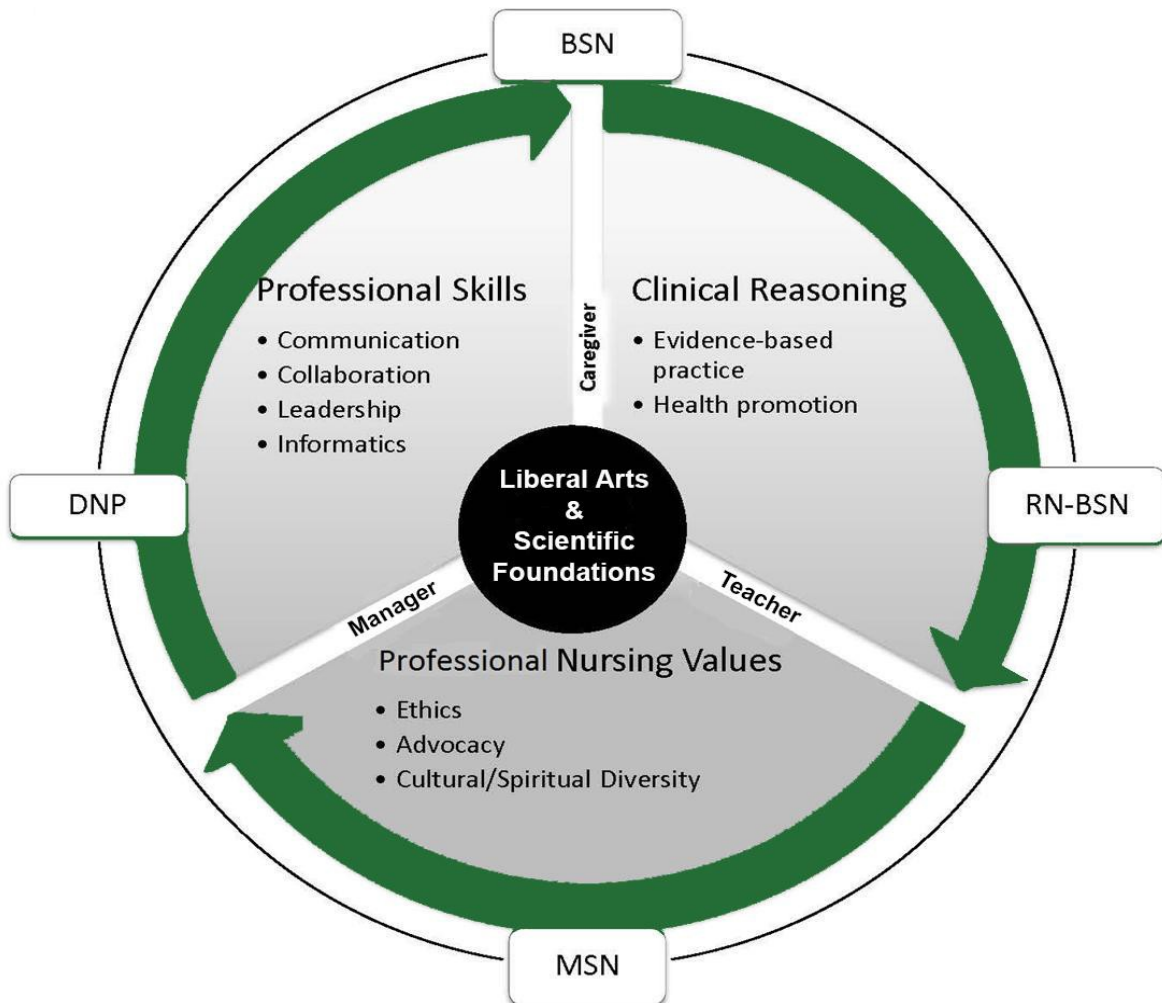 BSN
Professional Skills
• Communication
• Collaboration
• Leadership
• Informatics
Caregiver
Clinical Reasoning
• Evidence-based
practice
• Health promotion
DNP
Liberal Arts
&
Scientific
Foundations
RN-BSN
Manager
Teacher
Professional Nursing Values
• Ethics
• Advocacy
• Cultural/Spiritual Diversity
MSN